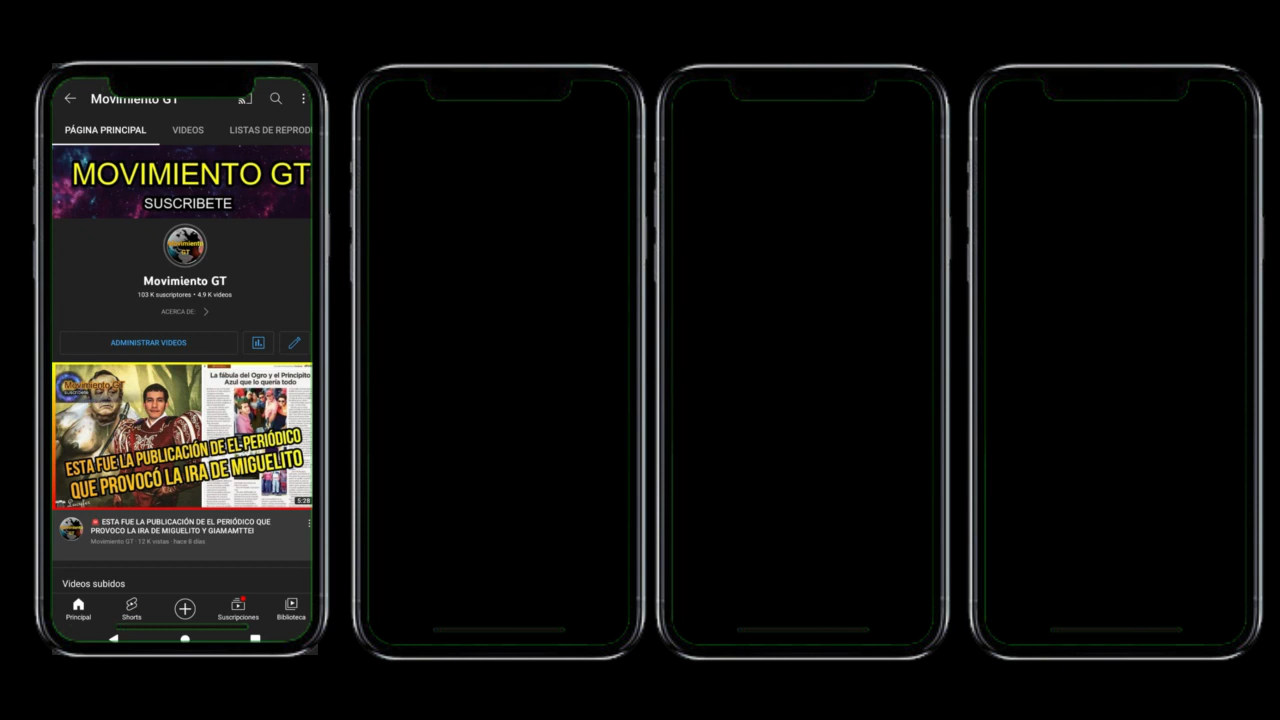 Movimiento GT
PÁGINA PRINCIPAL VIDEOS LISTAS DE REPROD
MOVIMIENTO GT
SUSCRIBETE
Movimiento
GT
Movimiento GT
103 K suscriptores • 4.9 K videos
ACERCA DE:
ADMINISTRAR VIDEOS
Movimiento GT
SUSCRIBETE
La fábula del Ogro y el Principito
Azul que lo quería todo
ESTA FUE LA PUBLICACIÓN DE EL PERIÓDICO
QUE PROVOCÓ LA IRA DE MIGUELITO
5:28
ESTA FUE LA PUBLICACIÓN DE EL PERIÓDICO QUE
PROVOCO LA IRA DE MIGUELITO Y GIAMAMTTEI
Movimiento GT · 12 K vistas · hace 8 días
Videos subidos
Principal Shorts Suscripciones Biblioteca